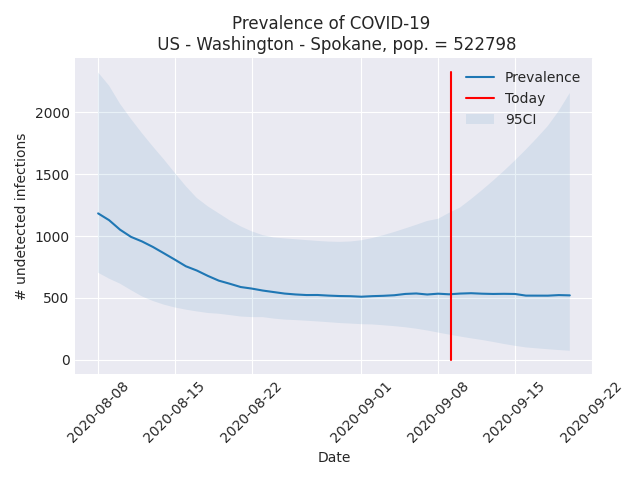 Prevalence of COVID-19
US - Washington - Spokane, pop. = 522798
# undetected infections
2000
1500
1000
500
0
Prevalence
Today
95CI
2020-08-08
2020-08-15
2020-08-22
2020-09-01
2020-09-08
2020-09-15
2020-09-22
Date